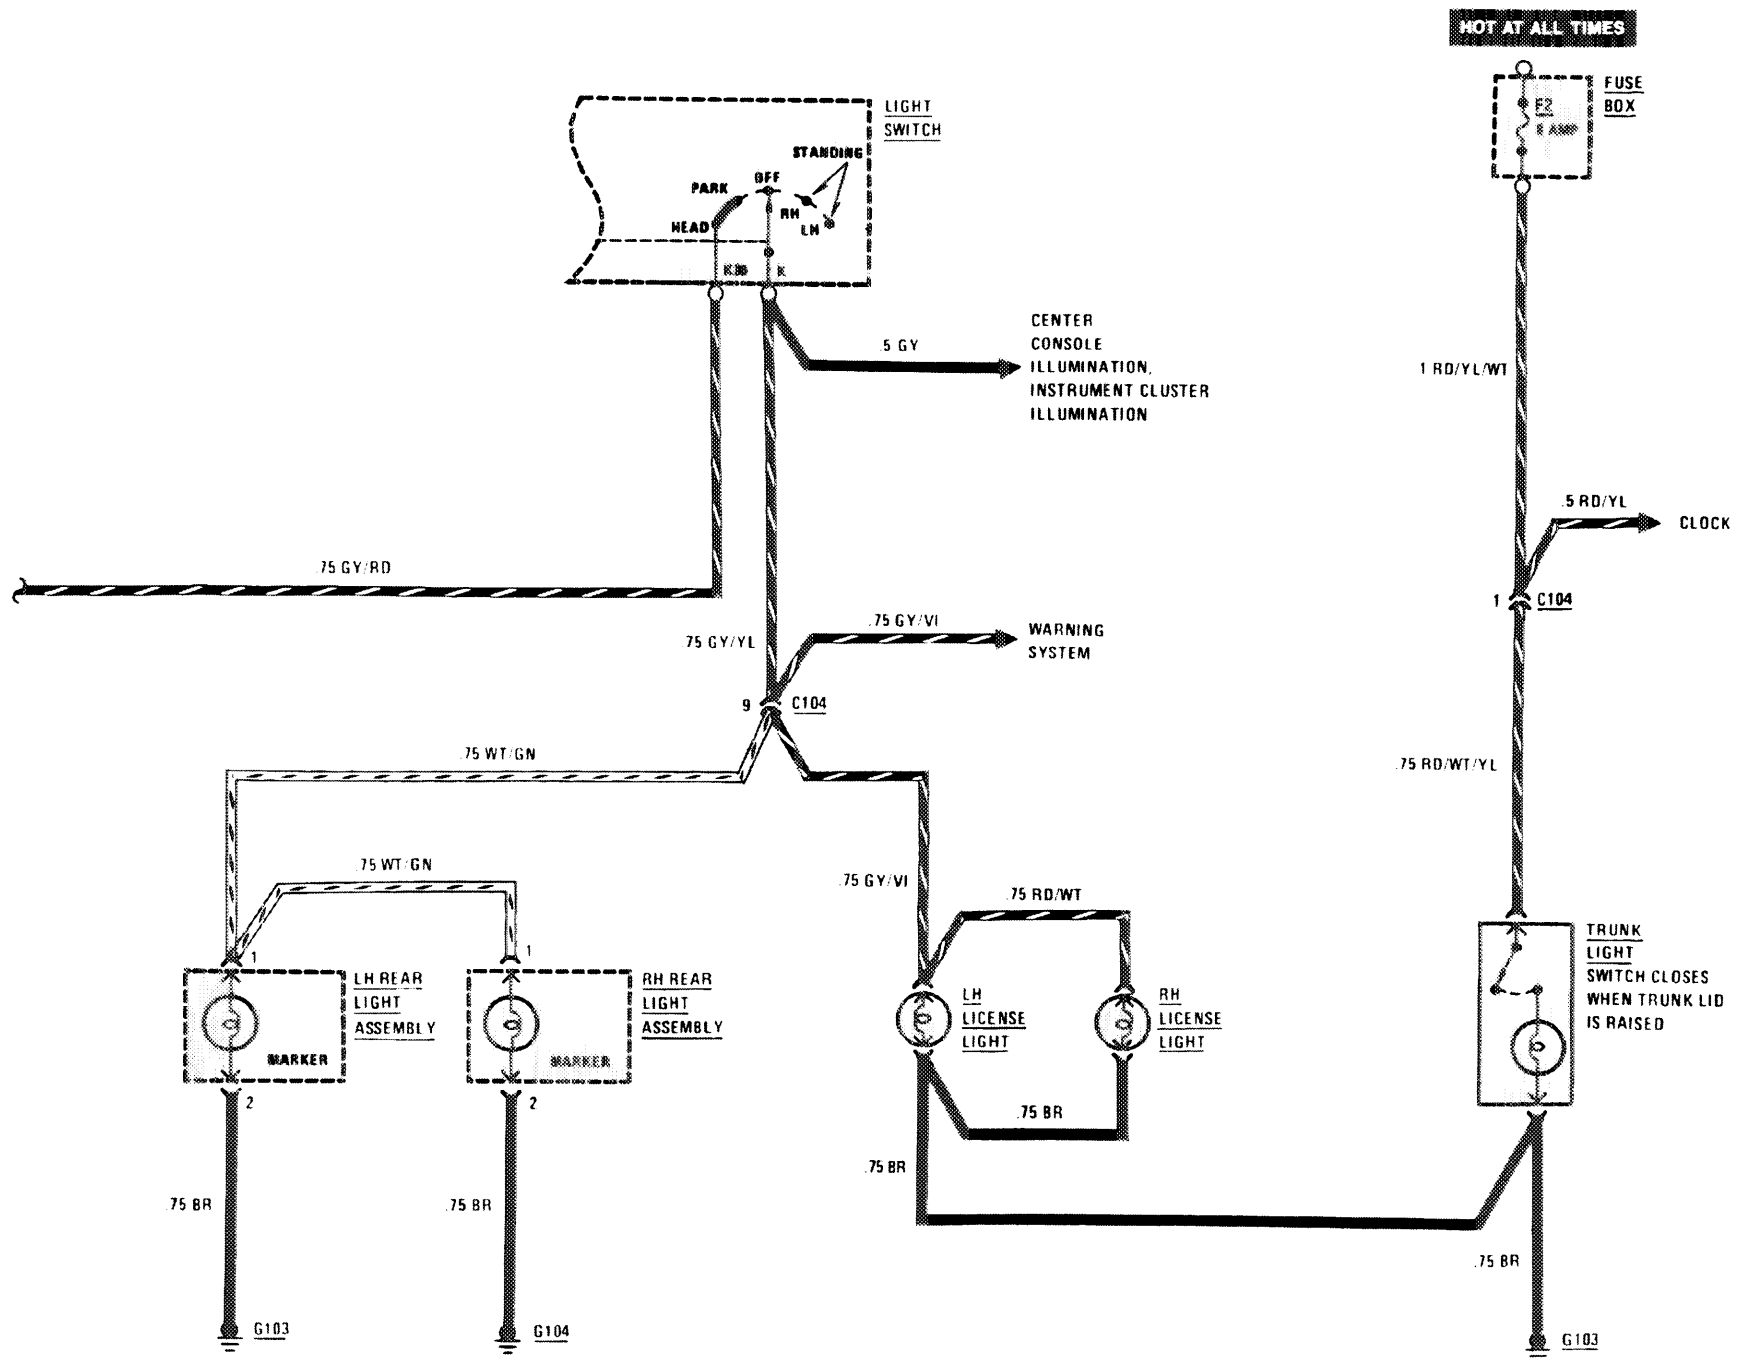 HOT AT ALL TIMES
FUSE
BOX
F2
8 AMP
LIGHT
SWITCH
STANDING
OFF
PARK
RH
LH
HEAD
K
CENTER
CONSOLE
ILLUMINATION,
INSTRUMENT CLUSTER
ILLUMINATION
.5 GY
1 RD/YL/WT
.5 RD/YL
CLOCK
1 C104
.75 GY/RD
.75 GY/YL
.75 GY/VI
WARNING
SYSTEM
9 C104
.75 WT/GN
.75 RD/WT/YL
.75 WT/GN
.75 GY/VI
.75 RD/WT
1
LH REAR
LIGHT
ASSEMBLY
MARKER
2
1
RH REAR
LIGHT
ASSEMBLY
MARKER
2
LH
LICENSE
LIGHT
RH
LICENSE
LIGHT
TRUNK
LIGHT
SWITCH CLOSES
WHEN TRUNK LID
IS RAISED
.75 BR
.75 BR
.75 BR
.75 BR
.75 BR
G103
G104
G103